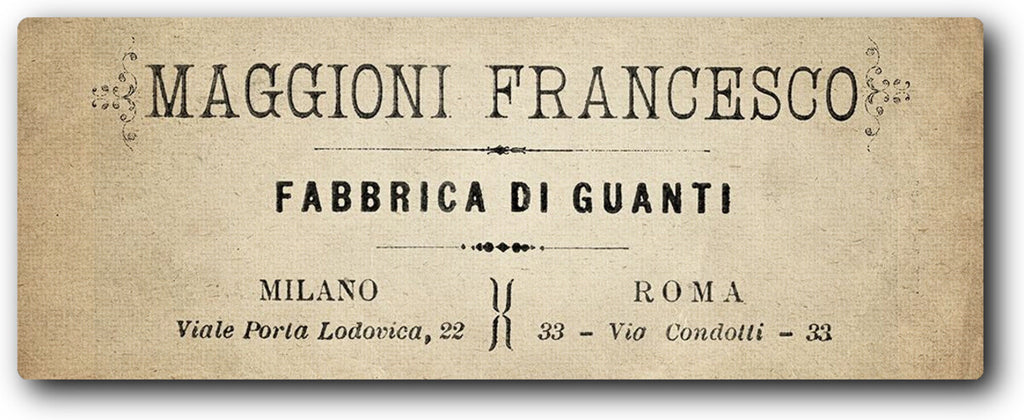 MAGGIONI FRANCESCO
FABBRICA DI GUANTI
MILANO
Viale Porta Lodovica, 22
ROMA
33 - Via Condotti - 33